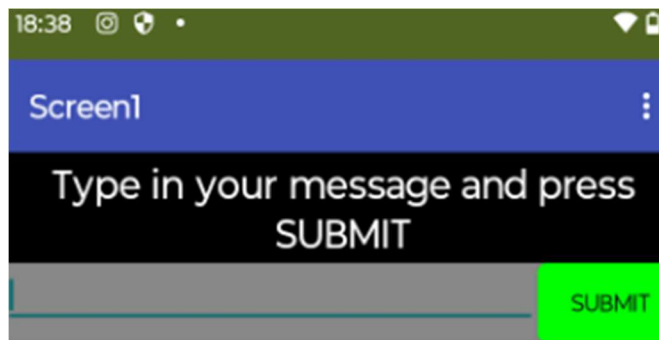 18:38
Screen1
Type in your message and press
SUBMIT
SUBMIT